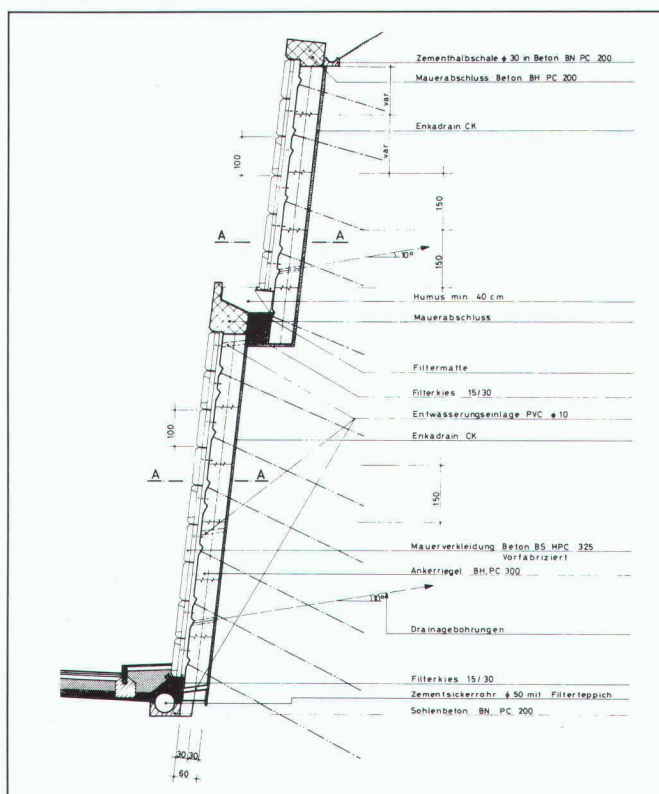 Zementhalbschale ϕ 30 in Beton BN PC 200
Mauerabschluss Beton BH PC 200
var
Enkadrain CK
var
100
150
A
A
10°
150
Humus min. 40 cm
Mauerabschluss
Filtermatte
Filterkies 15/30
Entwässerungseinlage PVC ϕ 10
100
Enkadrain CK
A
A
150
Mauerverkleidung Beton BS HPC 325
Vorfabriziert
Ankerriegel BH, PC 300
10°
Drainagebohrungen
Filterkies 15/30
Zementsickerrohr ϕ 50 mit Filterteppich
Sohlenbeton BN PC 200
30 30
60